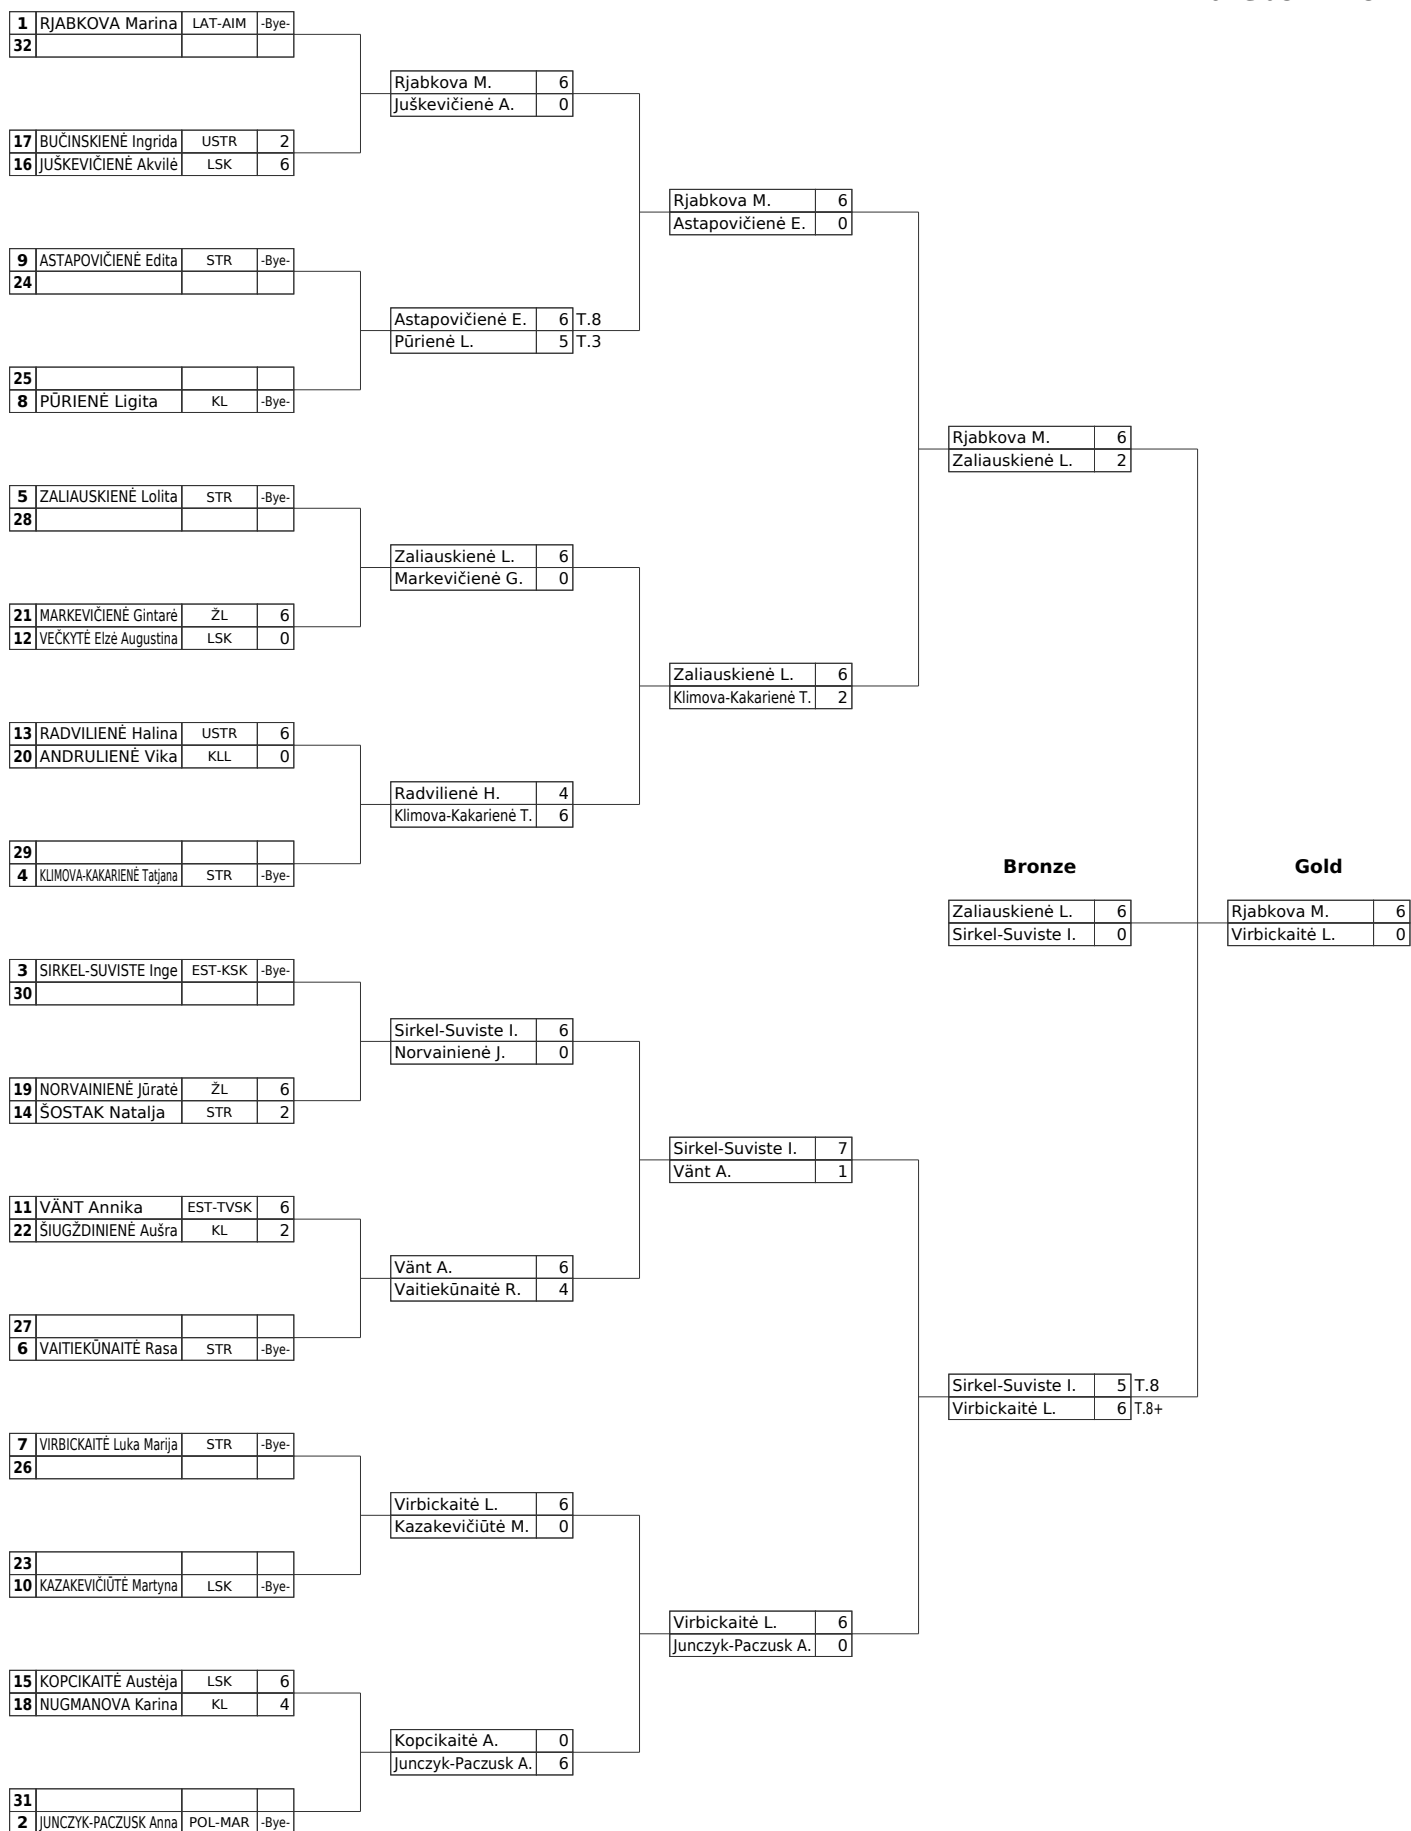 1 RJABKOVA Marina LAT-AIM -Bye-
32
Rjabkova M. 6
Juškevičienė A. 0
17 BUČINSKIENĖ Ingrida USTR 2
16 JUŠKEVIČIENĖ Akvilė LSK 6
Rjabkova M. 6
Astapovičienė E. 0
9 ASTAPOVIČIENĖ Edita STR -Bye-
24
Astapovičienė E. 6 T.8
Pūrienė L. 5 T.3
25
8 PŪRIENĖ Ligita KL -Bye-
Rjabkova M. 6
Zaliauskienė L. 2
5 ZALIAUSKIENĖ Lolita STR -Bye-
28
Zaliauskienė L. 6
Markevičienė G. 0
21 MARKEVIČIENĖ Gintarė ŽL 6
12 VEČKYTĖ Elzė Augustina LSK 0
Zaliauskienė L. 6
Klimova-Kakarienė T. 2
13 RADVILIENĖ Halina USTR 6
20 ANDRULIENĖ Vika KLL 0
Radvilienė H. 4
Klimova-Kakarienė T. 6
29
4 KLIMOVA-KAKARIENĖ Tatjana STR -Bye-
Bronze Gold
Zaliauskienė L. 6 Rjabkova M. 6
Sirkel-Suviste I. 0 Virbickaitė L. 0
3 SIRKEL-SUVISTE Inge EST-KSK -Bye-
30
Sirkel-Suviste I. 6
Norvainienė J. 0
19 NORVAINIENĖ Jūratė ŽL 6
14 ŠOSTAK Natalja STR 2
Sirkel-Suviste I. 7
Vänt A. 1
11 VÄNT Annika EST-TVSK 6
22 ŠIUGŽDINIENĖ Aušra KL 2
Vänt A. 6
Vaitiekūnaitė R. 4
27
6 VAITIEKŪNAITĖ Rasa STR -Bye-
Sirkel-Suviste I. 5 T.8
Virbickaitė L. 6 T.8+
7 VIRBICKAITĖ Luka Marija STR -Bye-
26
Virbickaitė L. 6
Kazakevičiūtė M. 0
23
10 KAZAKEVIČIŪTĖ Martyna LSK -Bye-
Virbickaitė L. 6
Junczyk-Paczusk A. 0
15 KOPCIKAITĖ Austėja LSK 6
18 NUGMANOVA Karina KL 4
Kopcikaitė A. 0
Junczyk-Paczusk A. 6
31
2 JUNCZYK-PACZUSK Anna POL-MAR -Bye-